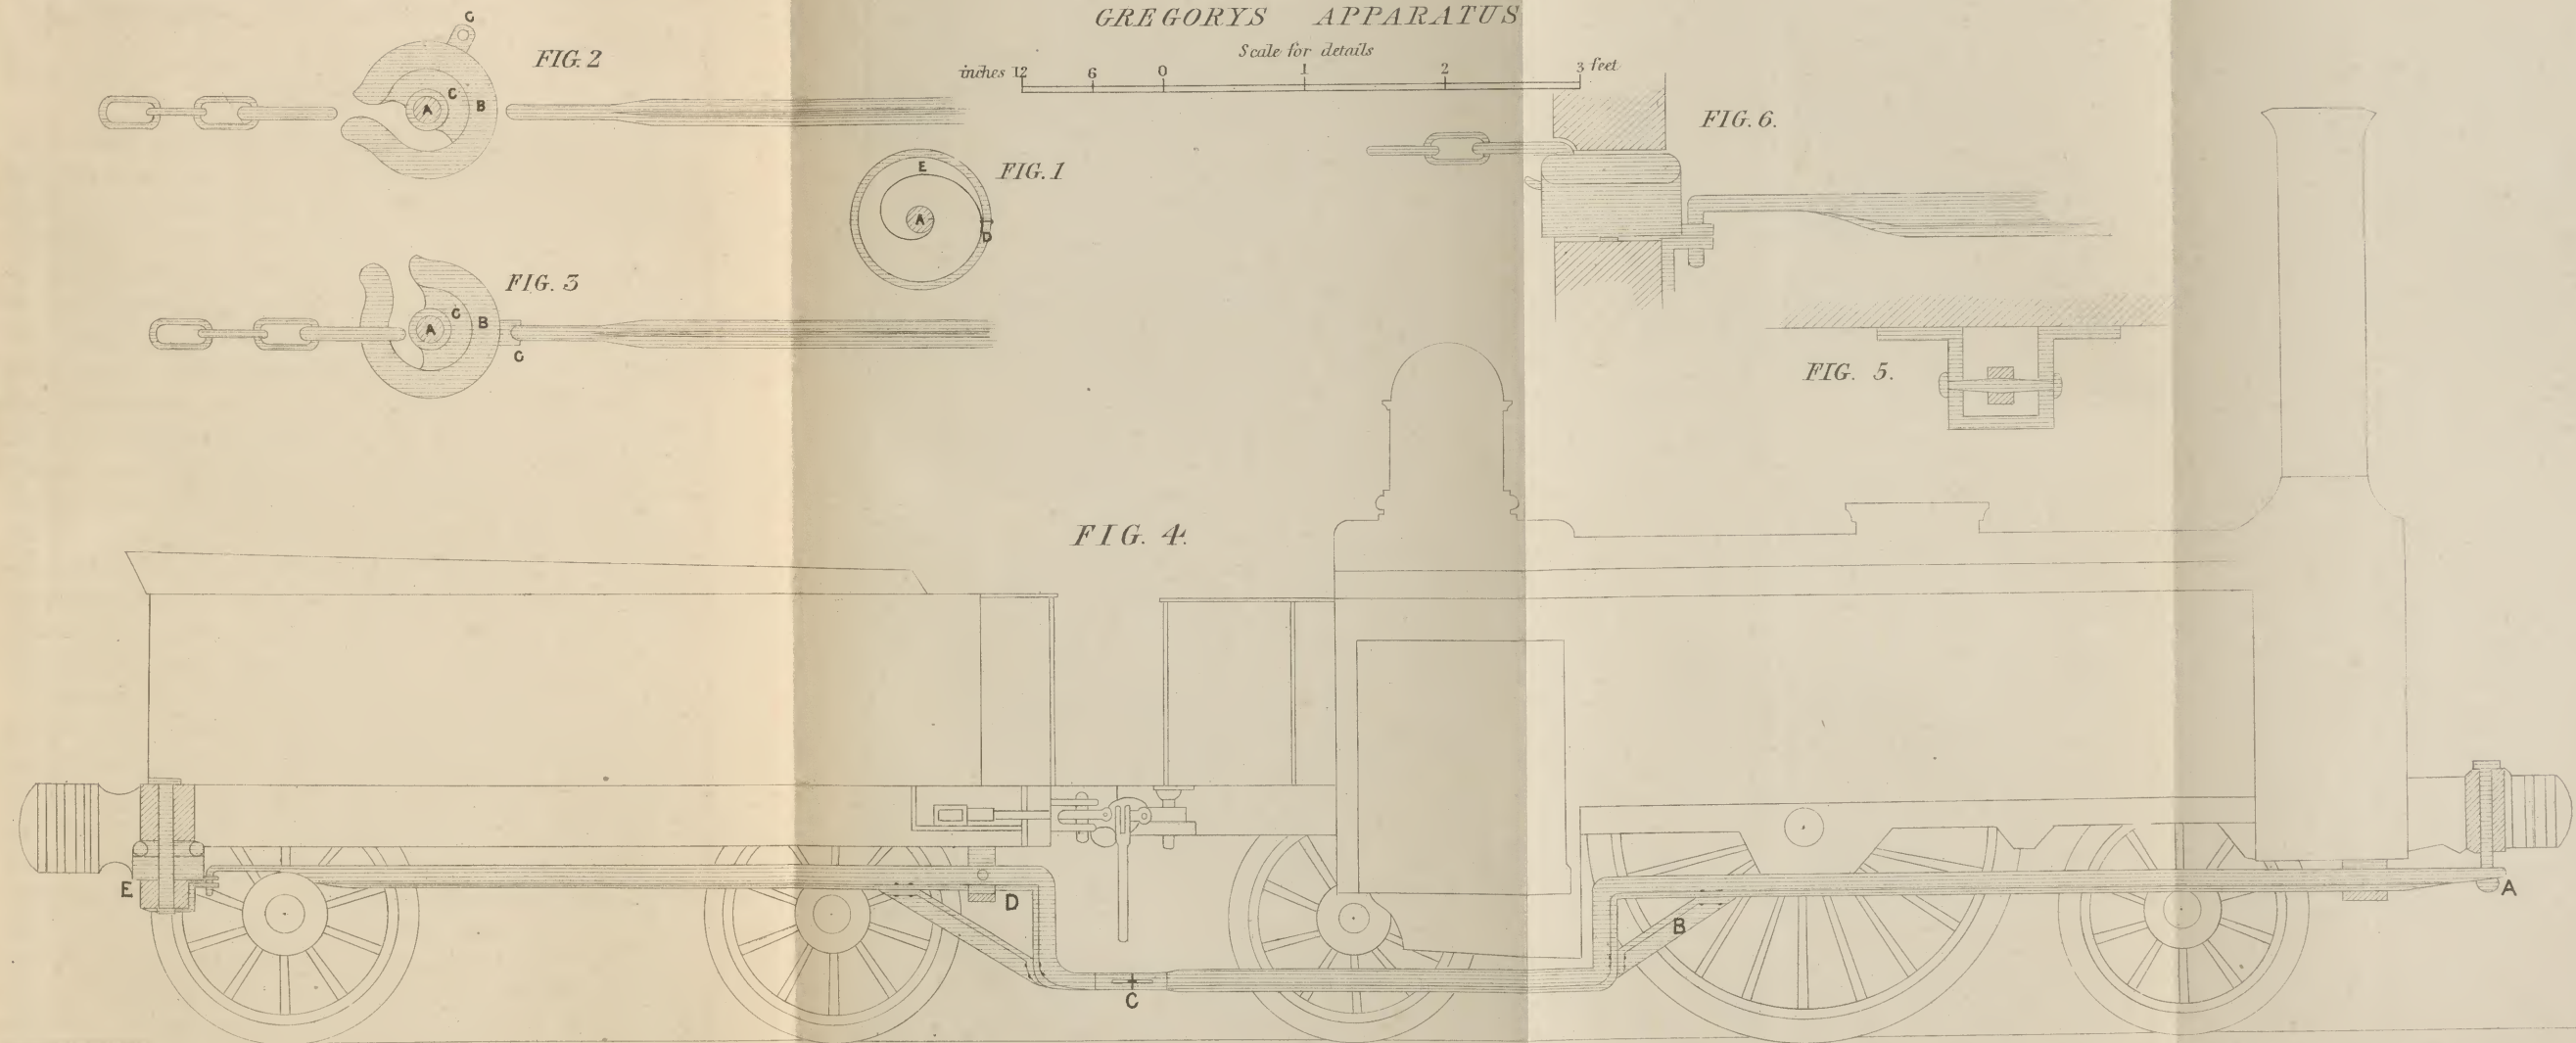 GREGORYS APPARATUS
Scale for details
inches 12 6 0 1 2 3 feet
FIG. 2
G
A C B
FIG. 1
E
A
D
FIG. 6.
FIG. 3
A C B
C
FIG. 5.
FIG. 4.
E
D
C
B
A